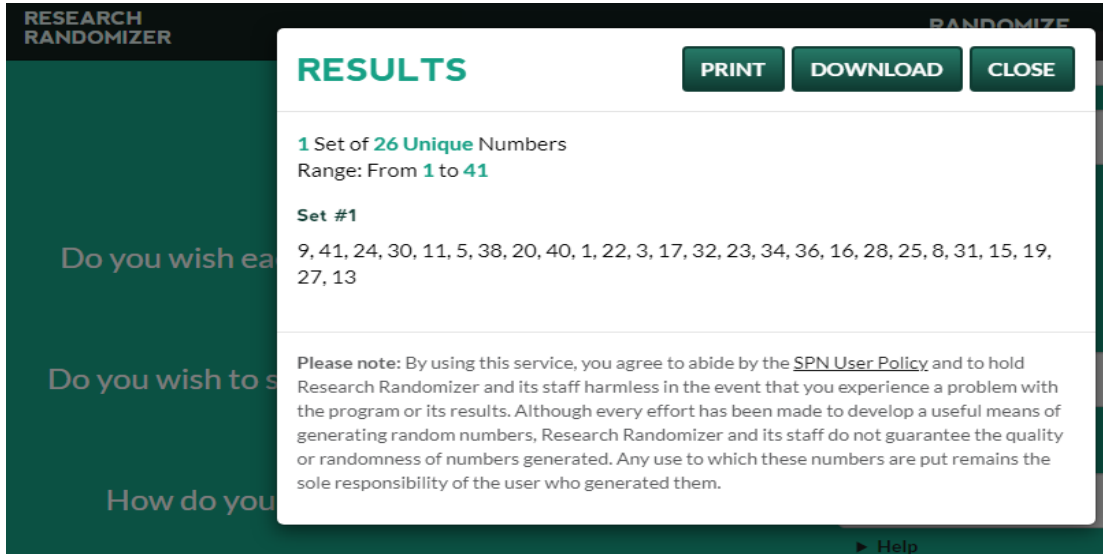 RESEARCH
RANDOMIZER
RANDOMIZE
RESULTS
PRINT
DOWNLOAD
CLOSE
1 Set of 26 Unique Numbers
Range: From 1 to 41
Set #1
9, 41, 24, 30, 11, 5, 38, 20, 40, 1, 22, 3, 17, 32, 23, 34, 36, 16, 28, 25, 8, 31, 15, 19,
27, 13
Do you wish ea
Do you wish to s
How do you
Please note: By using this service, you agree to abide by the SPN User Policy and to hold
Research Randomizer and its staff harmless in the event that you experience a problem with
the program or its results. Although every effort has been made to develop a useful means of
generating random numbers, Research Randomizer and its staff do not guarantee the quality
or randomness of numbers generated. Any use to which these numbers are put remains the
sole responsibility of the user who generated them.
► Help